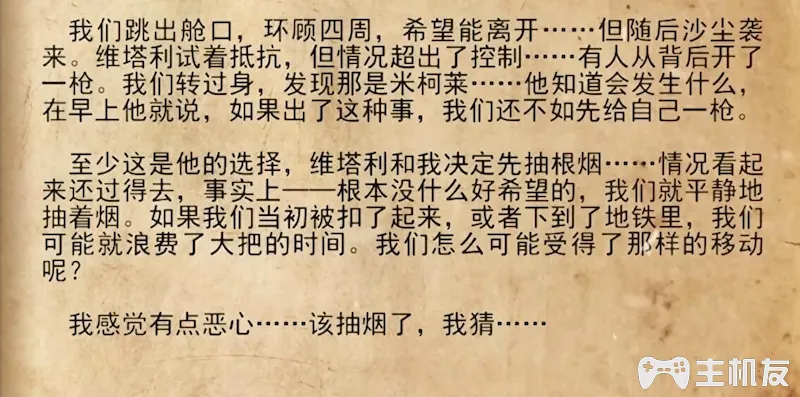 我们跳出舱口，环顾四周，希望能离开……但随后沙尘袭
来。维塔利试着抵抗，但情况超出了控制……有人从背后开了
一枪。我们转过身，发现那是米柯莱……他知道会发生什么，
在早上他就说，如果出了这种事，我们还不如先给自己一枪。
至少这是他的选择，维塔利和我决定先抽根烟……情况看起
来还过得去，事实上——根本没什么好希望的，我们就平静地
抽着烟。如果我们当初被扣了起来，或者下到了地铁里，我们
可能就浪费了大把的时间。我们怎么可能受得了那样的移动
呢？
我感觉有点恶心……该抽烟了，我猜……
主机友